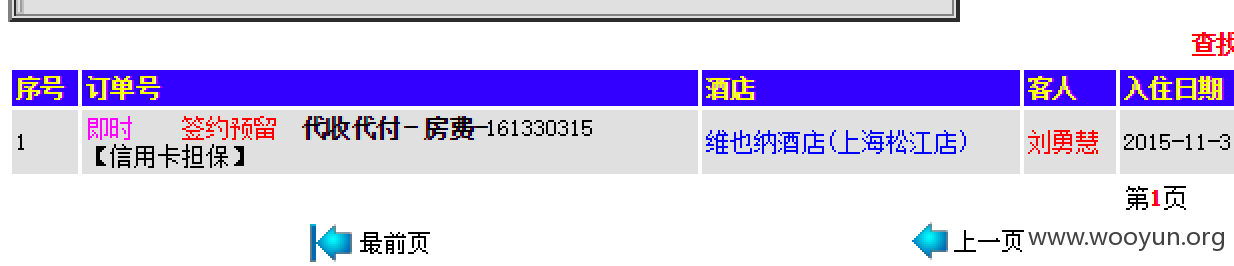 查找
序号 订单号 酒店 客人 入住日期
1 即时 签约预留 代收代付-房费-161330315 维也纳酒店(上海松江店) 刘勇慧 2015-11-3
【信用卡担保】
第1页
最前页 上一页 www.wooyun.org